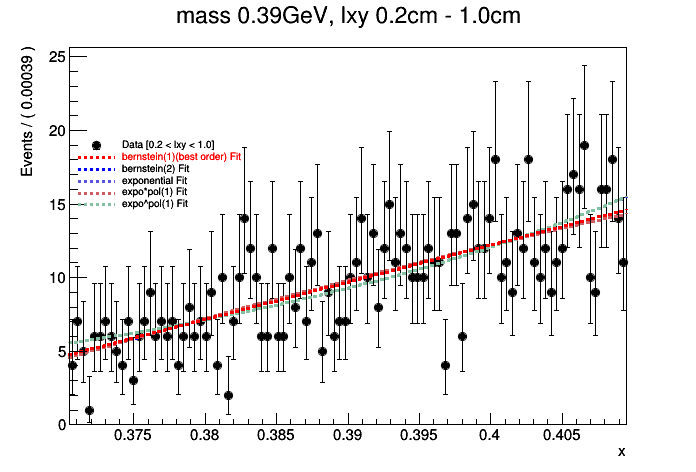 mass 0.39GeV, lxy 0.2cm - 1.0cm
Events / ( 0.00039 )
25
20
15
10
5
0
Data [0.2 < lxy < 1.0]
bernstein(1)(best order) Fit
bernstein(2) Fit
exponential Fit
expo*pol(1) Fit
expo^pol(1) Fit
0.375 0.38 0.385 0.39 0.395 0.4 0.405
x